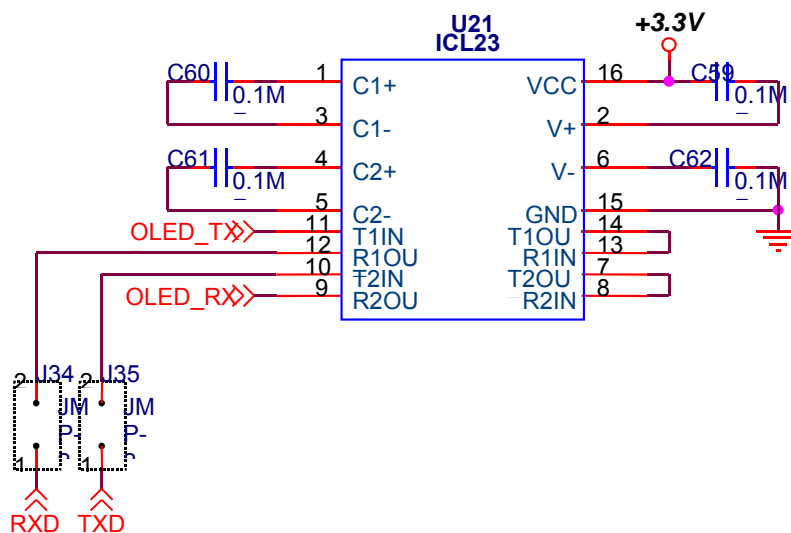 U21
ICL23
+3.3V
C60
0.1M
1
C1+
3
C1-
C61
0.1M
4
C2+
5
C2-
OLED_TX
11
T1IN
12
R1OU
10
T2IN
OLED_RX
9
R2OU
16
VCC
C59
0.1M
2
V+
6
V-
C62
0.1M
15
GND
14
T1OU
13
R1IN
7
T2OU
8
R2IN
2
J34
JM
P-
1
RXD
2
J35
JM
P-
1
TXD